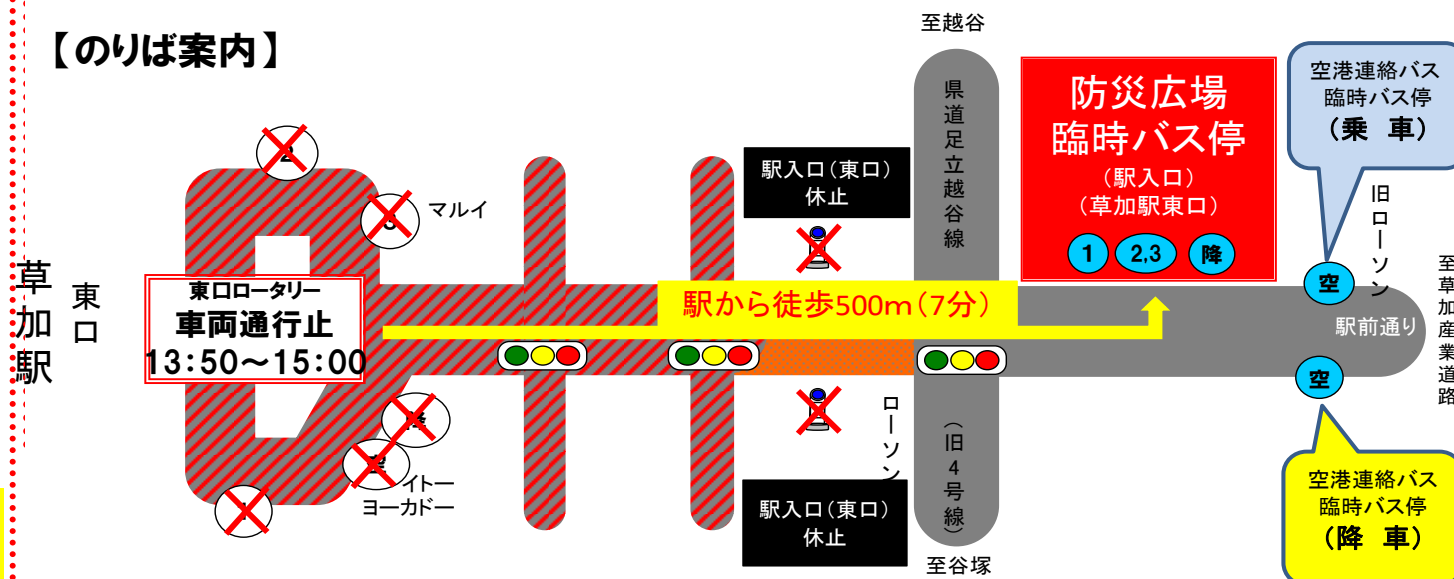 【のりば案内】
至越谷
県道足立越谷線
(旧4号線)
至谷塚
防災広場
臨時バス停
(駅入口)
(草加駅東口)
1
2,3
降
空港連絡バス
臨時バス停
(乗 車)
旧ローソン
空
駅入口(東口)
休止
2
3
マルイ
草加駅
東口
東口ロータリー
車両通行止
13:50~15:00
駅から徒歩500m(7分)
駅前通り
至草加産業道路
空
降
空
イトー
ヨーカドー
1
ローソン
駅入口(東口)
休止
空港連絡バス
臨時バス停
(降 車)